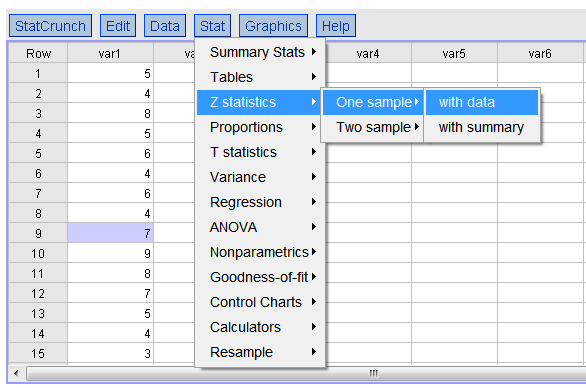 StatCrunch Edit Data Stat Graphics Help
Row var1 va var4 var5 var6
Summary Stats
Tables
Z statistics One sample with data
Proportions Two sample with summary
T statistics
Variance
Regression
ANOVA
Nonparametrics
Goodness-of-fit
Control Charts
Calculators
Resample
1 5
2 4
3 8
4 5
5 6
6 4
7 6
8 4
9 7
10 9
11 8
12 7
13 5
14 4
15 3